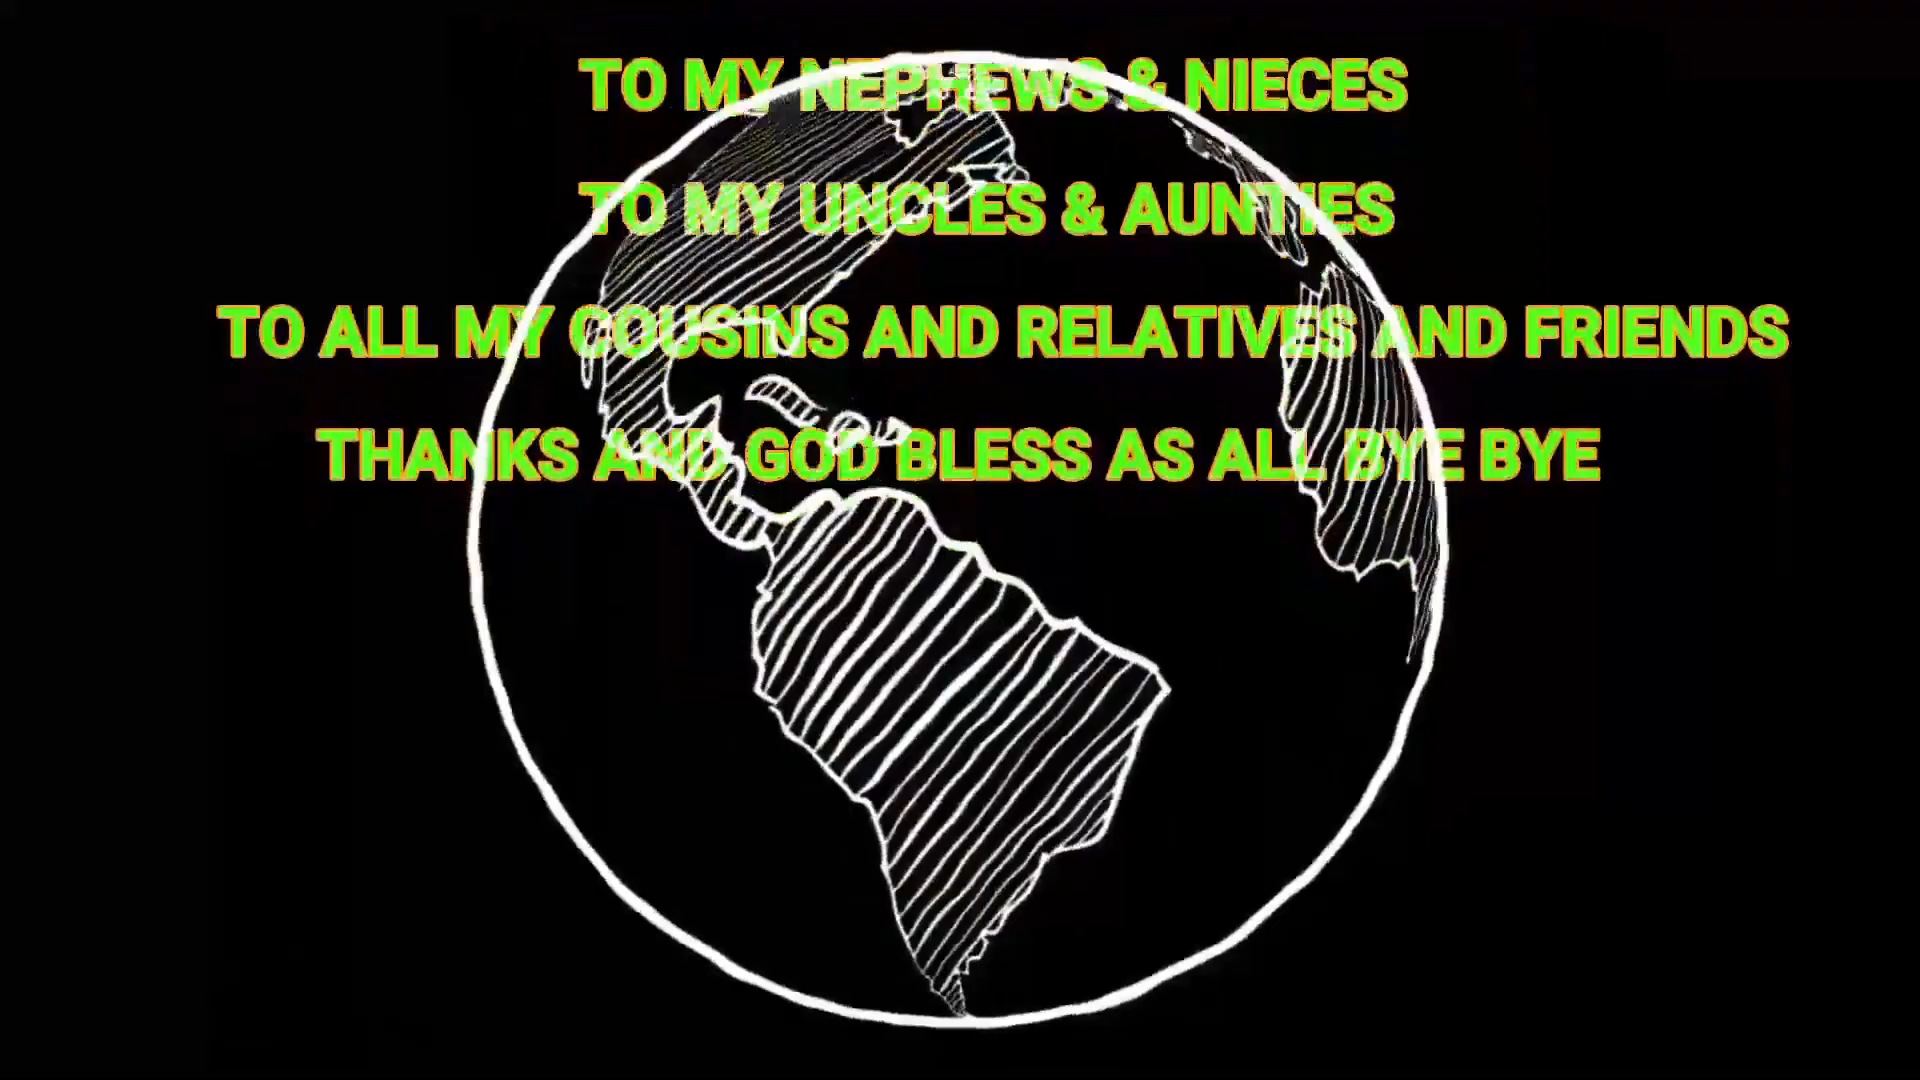 TO MY NEPHEWS & NIECES
TO MY UNCLES & AUNTIES
TO ALL MY COUSINS AND RELATIVES AND FRIENDS
THANKS AND GOD BLESS AS ALL BYE BYE